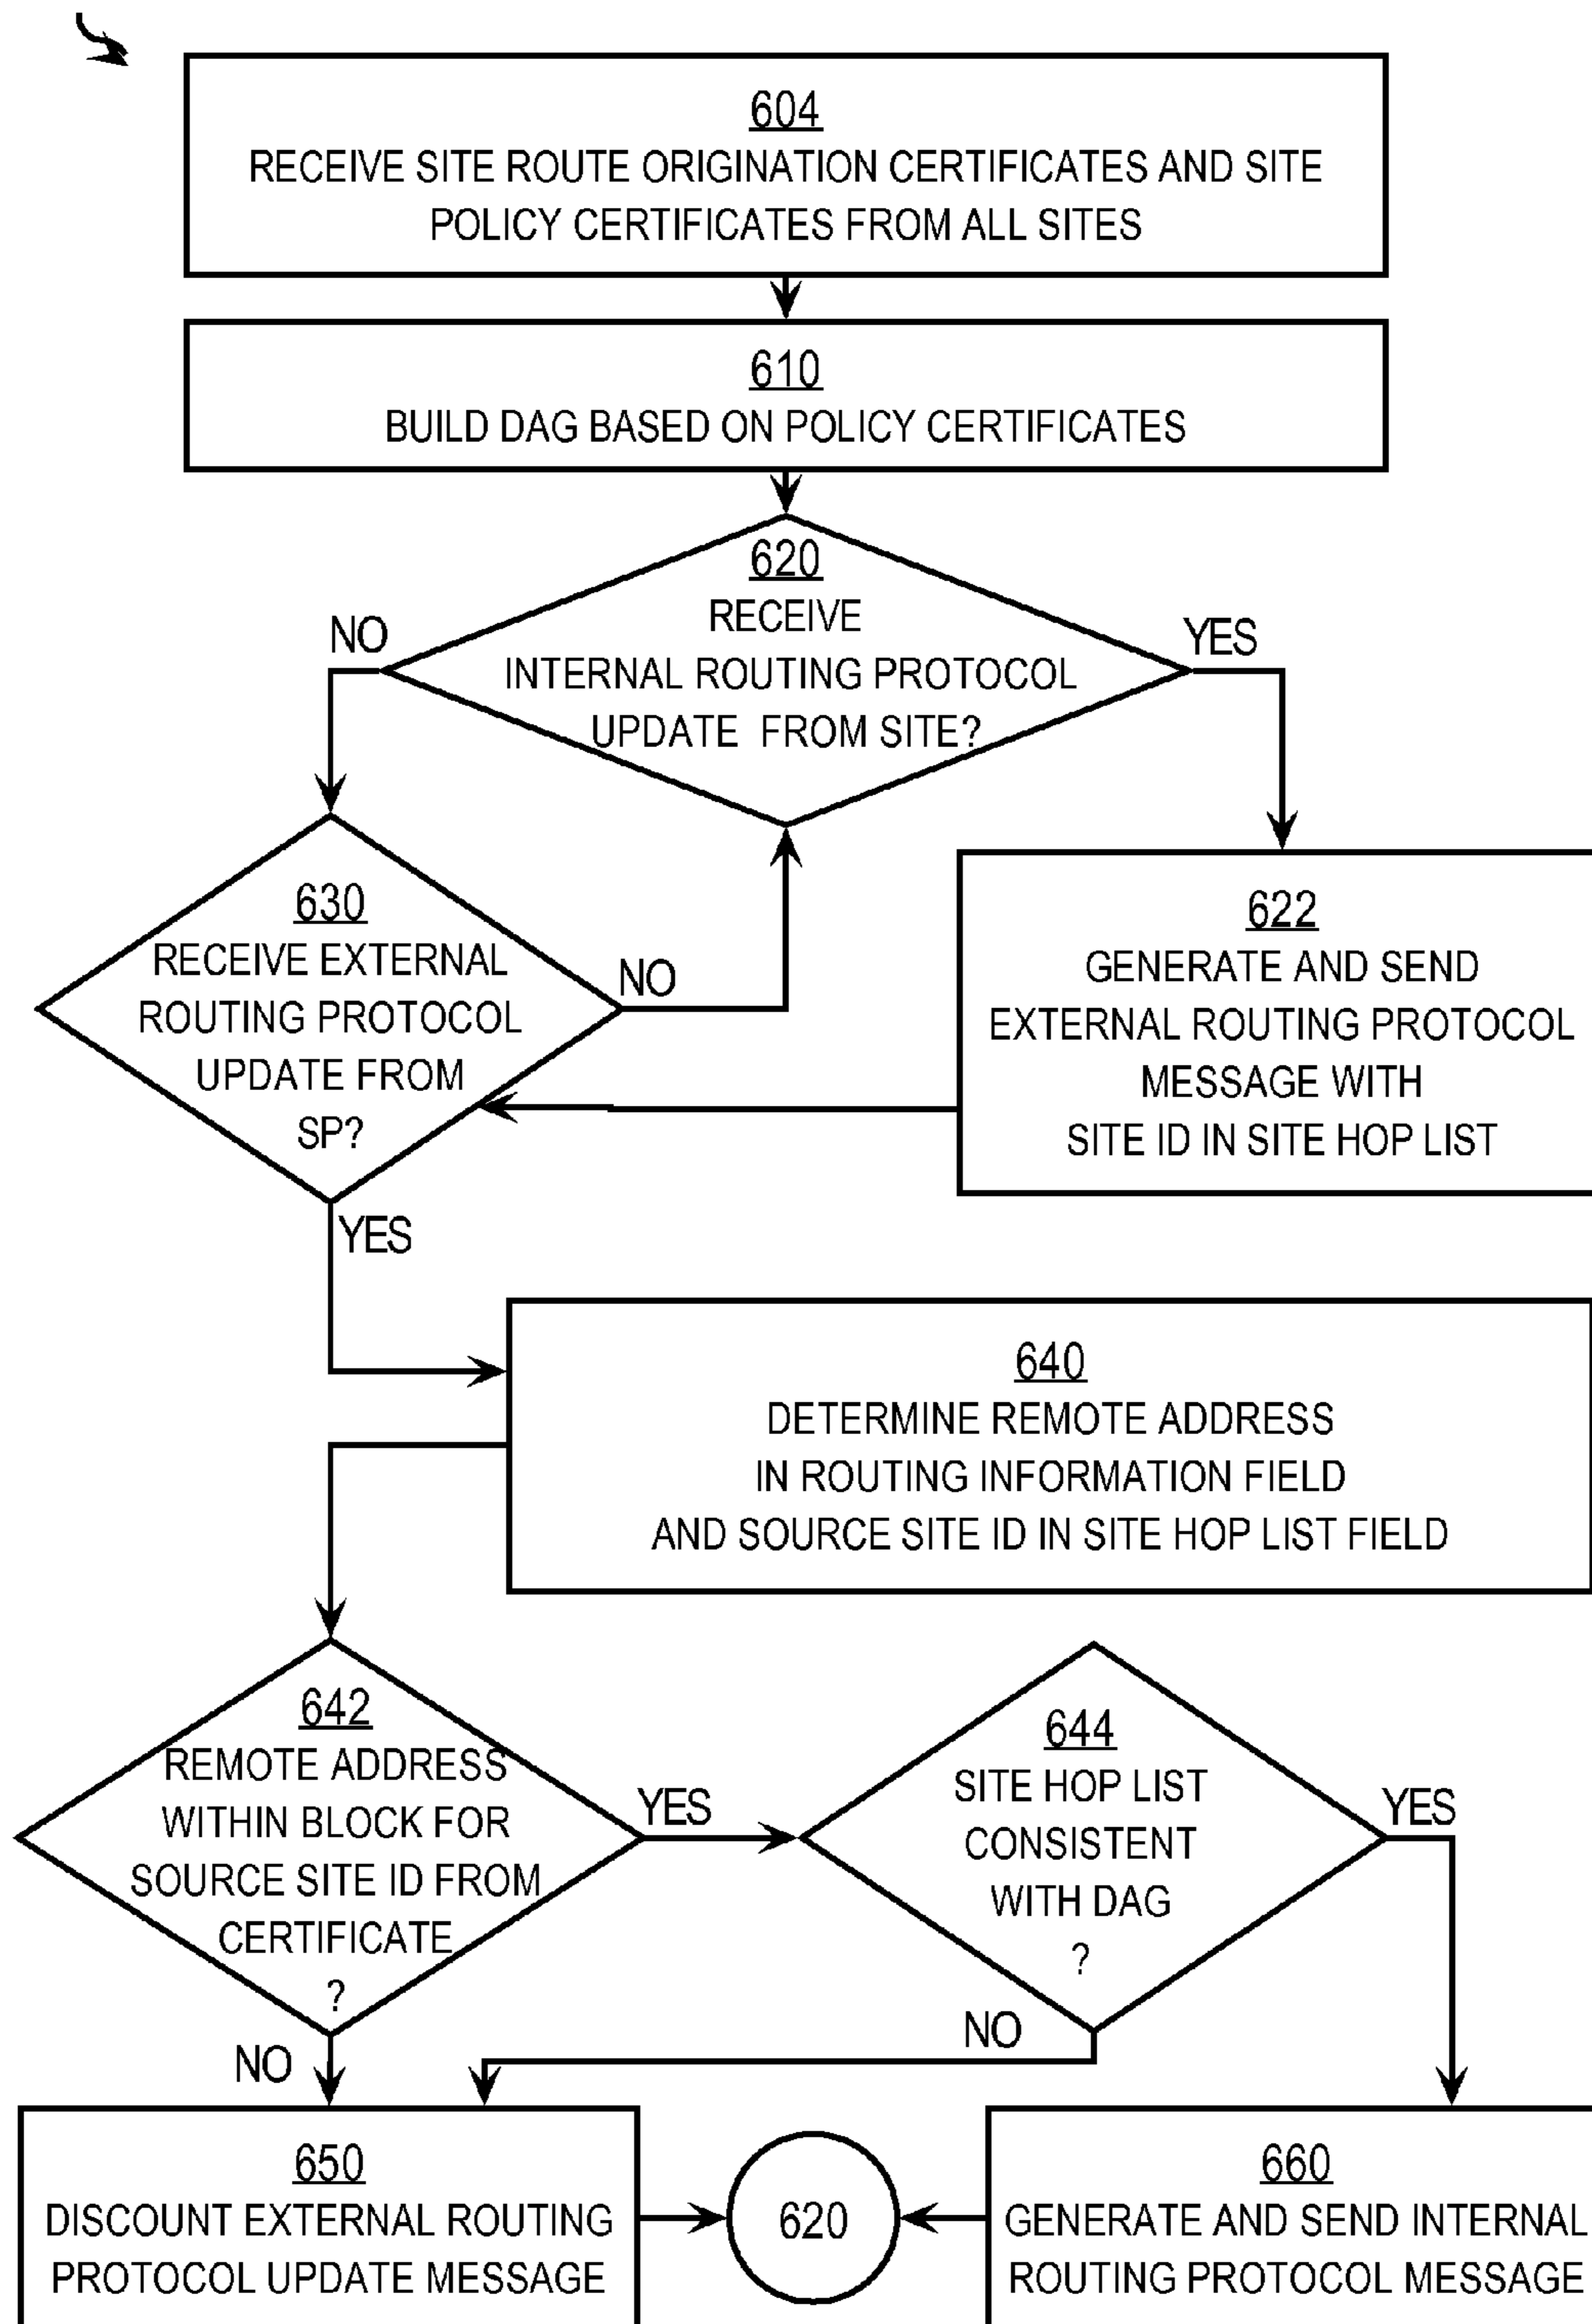 604
RECEIVE SITE ROUTE ORIGINATION CERTIFICATES AND SITE
POLICY CERTIFICATES FROM ALL SITES
610
BUILD DAG BASED ON POLICY CERTIFICATES
620
RECEIVE
INTERNAL ROUTING PROTOCOL
UPDATE FROM SITE?
NO
YES
630
RECEIVE EXTERNAL
ROUTING PROTOCOL
UPDATE FROM
SP?
NO
YES
622
GENERATE AND SEND
EXTERNAL ROUTING PROTOCOL
MESSAGE WITH
SITE ID IN SITE HOP LIST
640
DETERMINE REMOTE ADDRESS
IN ROUTING INFORMATION FIELD
AND SOURCE SITE ID IN SITE HOP LIST FIELD
642
REMOTE ADDRESS
WITHIN BLOCK FOR
SOURCE SITE ID FROM
CERTIFICATE
?
YES
NO
644
SITE HOP LIST
CONSISTENT
WITH DAG
?
YES
NO
650
DISCOUNT EXTERNAL ROUTING
PROTOCOL UPDATE MESSAGE
620
660
GENERATE AND SEND INTERNAL
ROUTING PROTOCOL MESSAGE